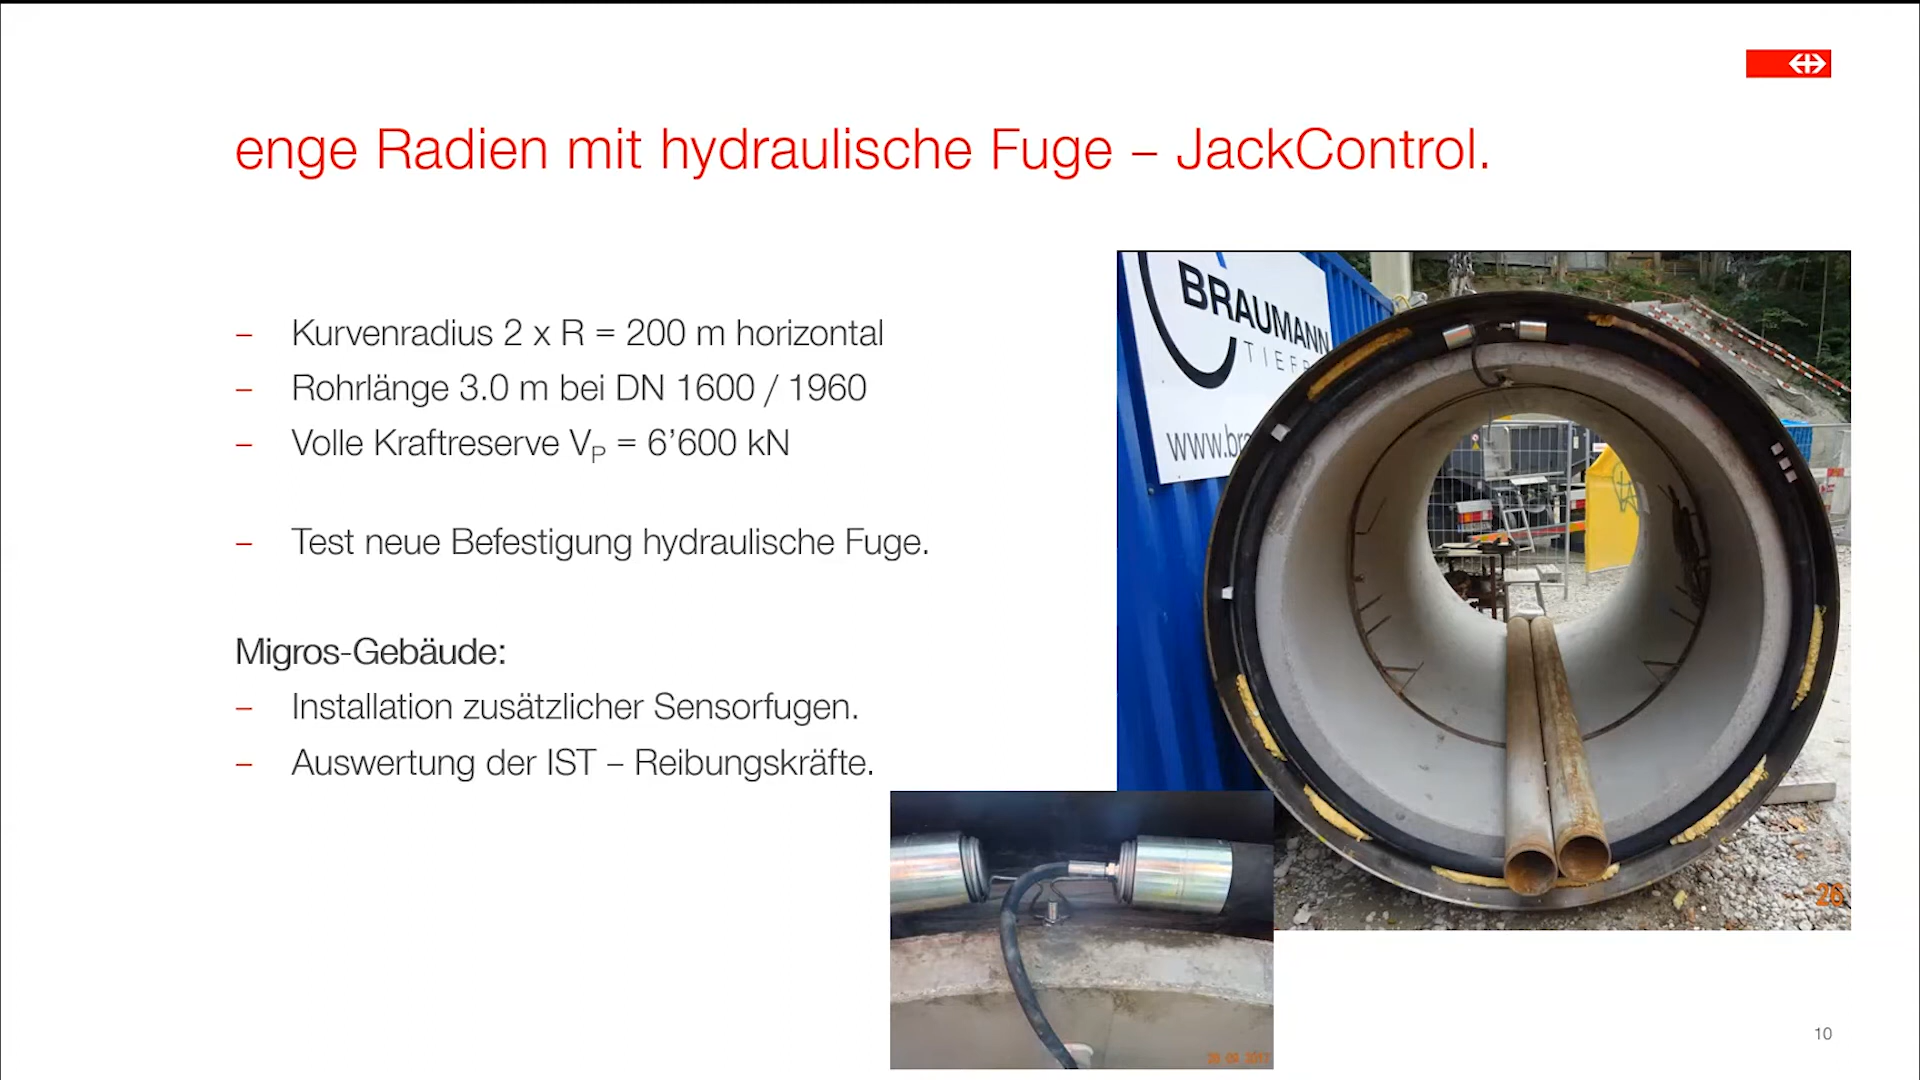 enge Radien mit hydraulische Fuge – JackControl.
– Kurvenradius 2 x R = 200 m horizontal
– Rohrlänge 3.0 m bei DN 1600 / 1960
– Volle Kraftreserve VP = 6’600 kN
– Test neue Befestigung hydraulische Fuge.
Migros-Gebäude:
– Installation zusätzlicher Sensorfugen.
– Auswertung der IST – Reibungskräfte.
BRAUMANN
26
10